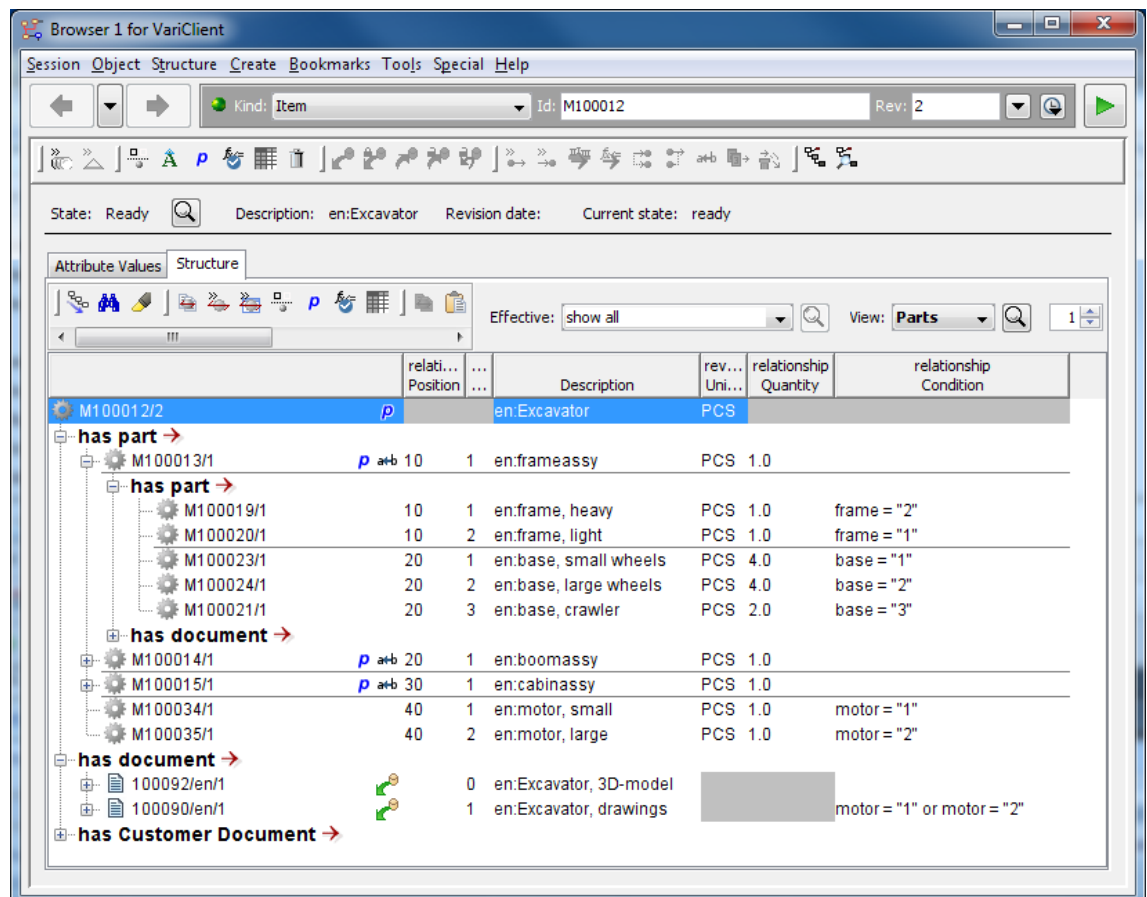 Browser 1 for VariClient
Session Object Structure Create Bookmarks Tools Special Help
Kind: Item Id: M100012 Rev: 2
State: Ready Description: en:Excavator Revision date: Current state: ready
Attribute Values Structure
Effective: show all View: Parts 1
relati... ... rev... relationship relationship
Position ... Description Uni... Quantity Condition
M100012/2 p en:Excavator PCS
has part
M100013/1 p a↔b 10 1 en:frameassy PCS 1.0
has part
M100019/1 10 1 en:frame, heavy PCS 1.0 frame = "2"
M100020/1 10 2 en:frame, light PCS 1.0 frame = "1"
M100023/1 20 1 en:base, small wheels PCS 4.0 base = "1"
M100024/1 20 2 en:base, large wheels PCS 4.0 base = "2"
M100021/1 20 3 en:base, crawler PCS 2.0 base = "3"
has document
M100014/1 p a↔b 20 1 en:boomassy PCS 1.0
M100015/1 p a↔b 30 1 en:cabinassy PCS 1.0
M100034/1 40 1 en:motor, small PCS 1.0 motor = "1"
M100035/1 40 2 en:motor, large PCS 1.0 motor = "2"
has document
100092/en/1 0 en:Excavator, 3D-model
100090/en/1 1 en:Excavator, drawings motor = "1" or motor = "2"
has Customer Document